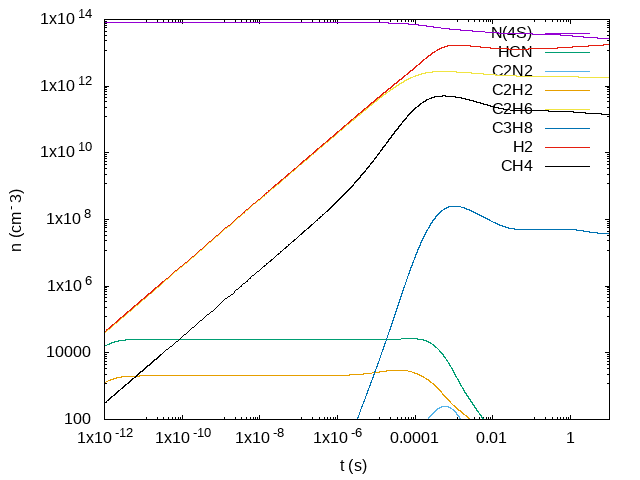 1x10^14
1x10^12
1x10^10
1x10^8
1x10^6
10000
100
n (cm^-3)
N(4S)
HCN
C2N2
C2H2
C2H6
C3H8
H2
CH4
1x10^-12 1x10^-10 1x10^-8 1x10^-6 0.0001 0.01 1
t (s)